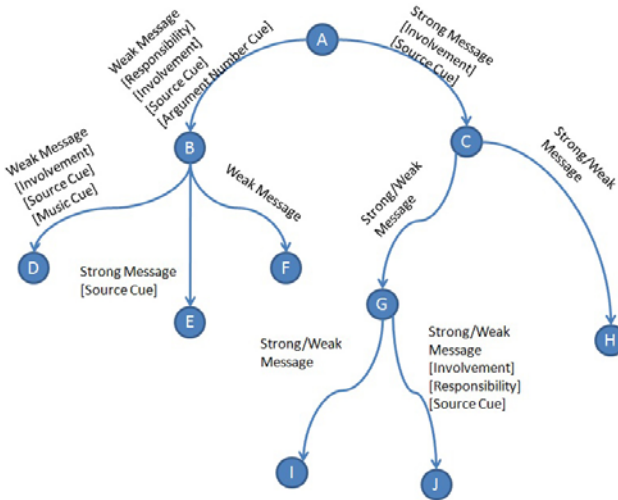 A
Weak Message
[Responsibility]
[Involvement]
[Source Cue]
[Argument Number Cue]
Strong Message
[Involvement]
[Source Cue]
B
C
Weak Message
[Involvement]
[Source Cue]
[Music Cue]
Strong Message
[Source Cue]
Weak Message
Strong/Weak
Message
Strong/Weak
Message
D
E
F
G
H
Strong/Weak
Message
Strong/Weak
Message
[Involvement]
[Responsibility]
[Source Cue]
I
J